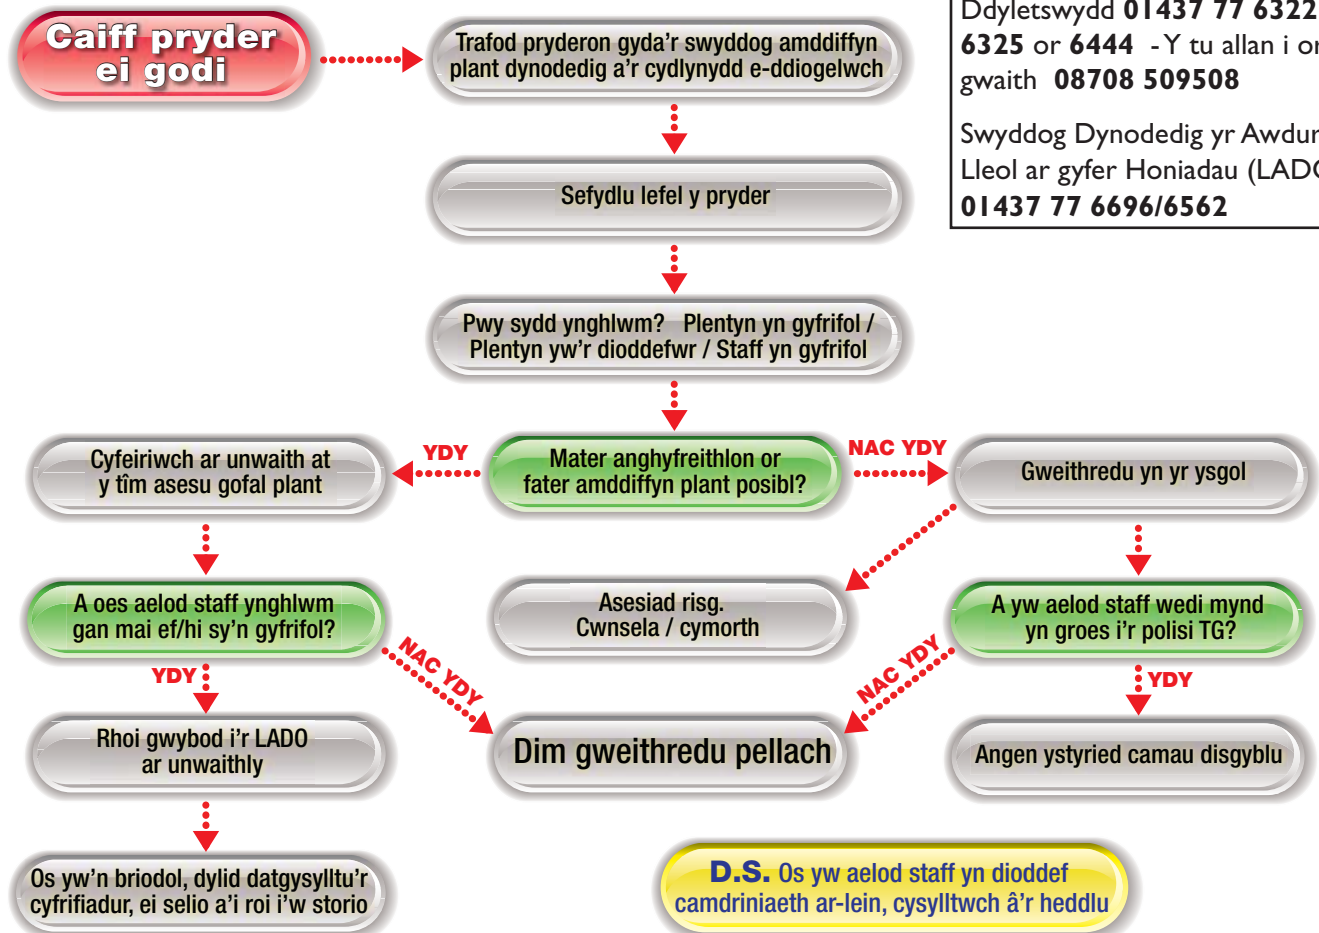 Caiff pryder
ei godi
Trafod pryderon gyda'r swyddog amddiffyn
plant dynodedig a'r cydlynydd e-ddiogelwch
Ddyletswydd 01437 77 6322
6325 or 6444 - Y tu allan i
gwaith 08708 509508
Swyddog Dynodedig yr
Lleol ar gyfer Honiadau
01437 77 6696/6562
Sefydlu lefel y pryder
Pwy sydd ynghlwm? Plentyn yn gyfrifol /
Plentyn yw'r dioddefwr / Staff yn gyfrifol
Cyfeiriwch ar unwaith at
y tîm asesu gofal plant
YDY
Mater anghyfreithlon or
fater amddiffyn plant posibl?
NAC YDY
Gweithredu yn yr ysgol
A oes aelod staff ynghlwm
gan mai ef/hi sy'n gyfrifol?
Asesiad risg.
Cwnsela / cymorth
A yw aelod staff wedi mynd
yn groes i'r polisi TG?
YDY
NAC YDY
NAC YDY
YDY
Rhoi gwybod i'r LADO
ar unwaithly
Dim gweithredu pellach
Angen ystyried camau disgyblu
Os yw'n briodol, dylid datgysylltu'r
cyfrifiadur, ei selio a'i roi i'w storio
D.S. Os yw aelod staff yn dioddef
camdriniaeth ar-lein, cysylltwch â'r heddlu